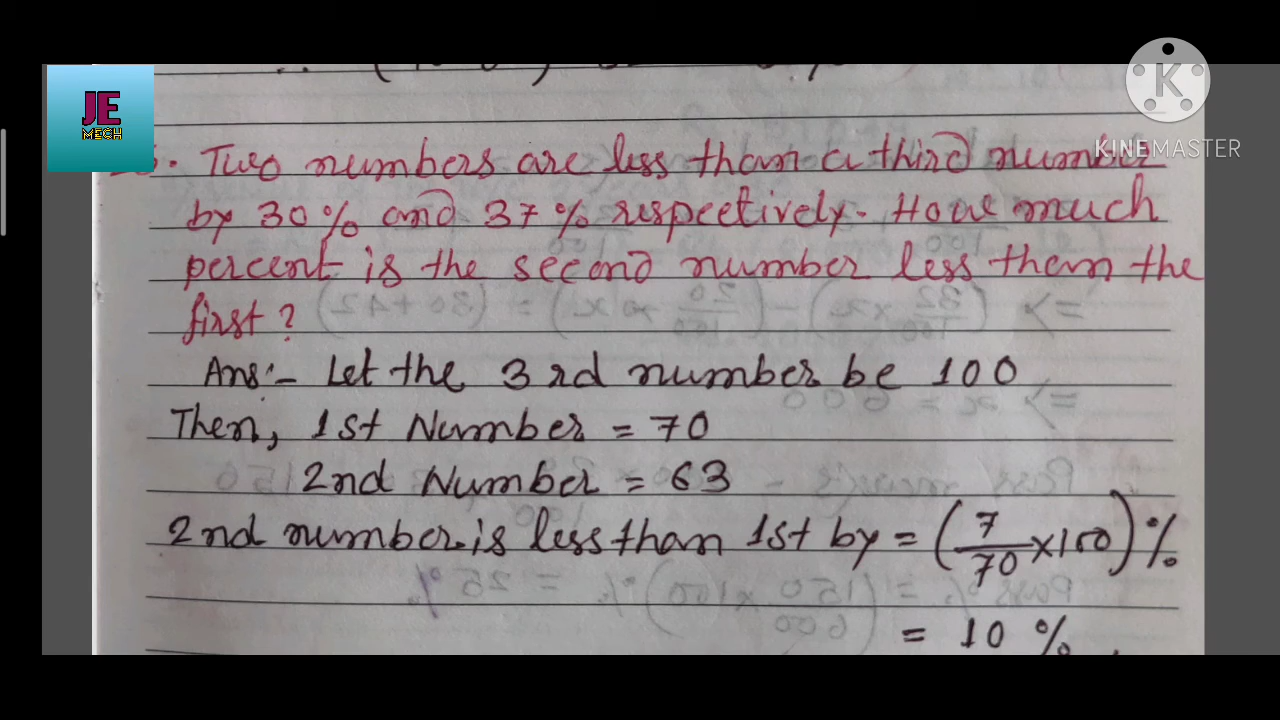 JE
MECH
KINEMASTER
Two numbers are less than a third number
by 30% and 37% respectively. How much
percent is the second number less than the
first?
Ans:- Let the 3rd number be 100
Then, 1st Number = 70
2nd Number = 63
2nd number is less than 1st by = (7/70 × 100)%
= 10%